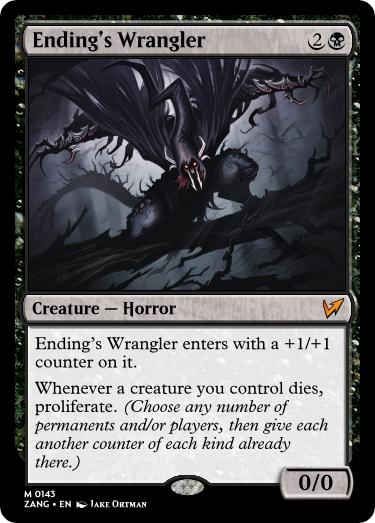 Ending's Wrangler 2
Creature — Horror
Ending's Wrangler enters with a +1/+1
counter on it.
Whenever a creature you control dies,
proliferate. (Choose any number of
permanents and/or players, then give each
another counter of each kind already
there.)
0/0
M 0143
ZANG • EN Jake Ortman